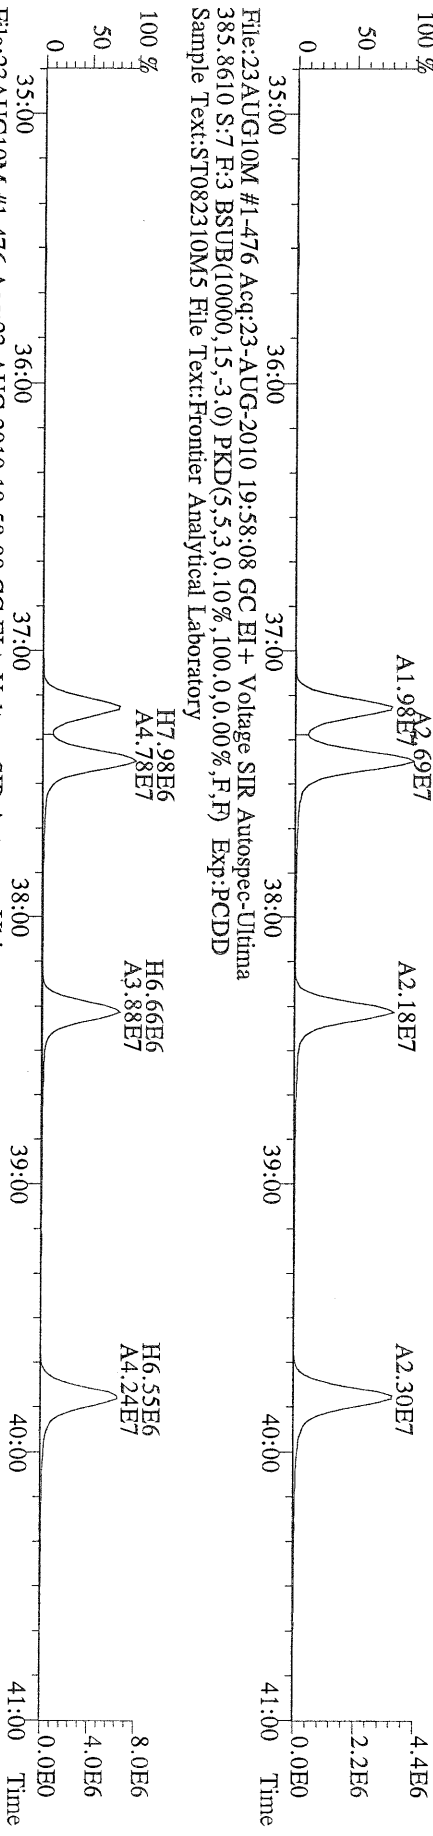 100 %
50
0
A1.98E7
A2.69E7
A2.18E7
A2.30E7
4.4E6
2.2E6
0.0E0
35:00 36:00 37:00 38:00 39:00 40:00 41:00 Time
File:23AUG10M #1-476 Acq:23-AUG-2010 19:58:08 GC EI+ Voltage SIR Autospec-Ultima
385.8610 S:7 F:3 BSUB(10000,15,-3.0) PKD(5,5,3,0.10%,100.0,0.00%,F,F) Exp:PCDD
Sample Text:ST082310M5 File Text:Frontier Analytical Laboratory
100 %
50
0
H7.98E6
A4.78E7
H6.66E6
A3.88E7
H6.55E6
A4.24E7
8.0E6
4.0E6
0.0E0
35:00 36:00 37:00 38:00 39:00 40:00 41:00 Time